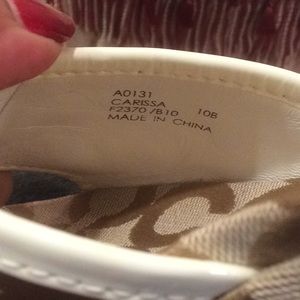 A0131
CARISSA
F2370 /B10 10B
MADE IN CHINA